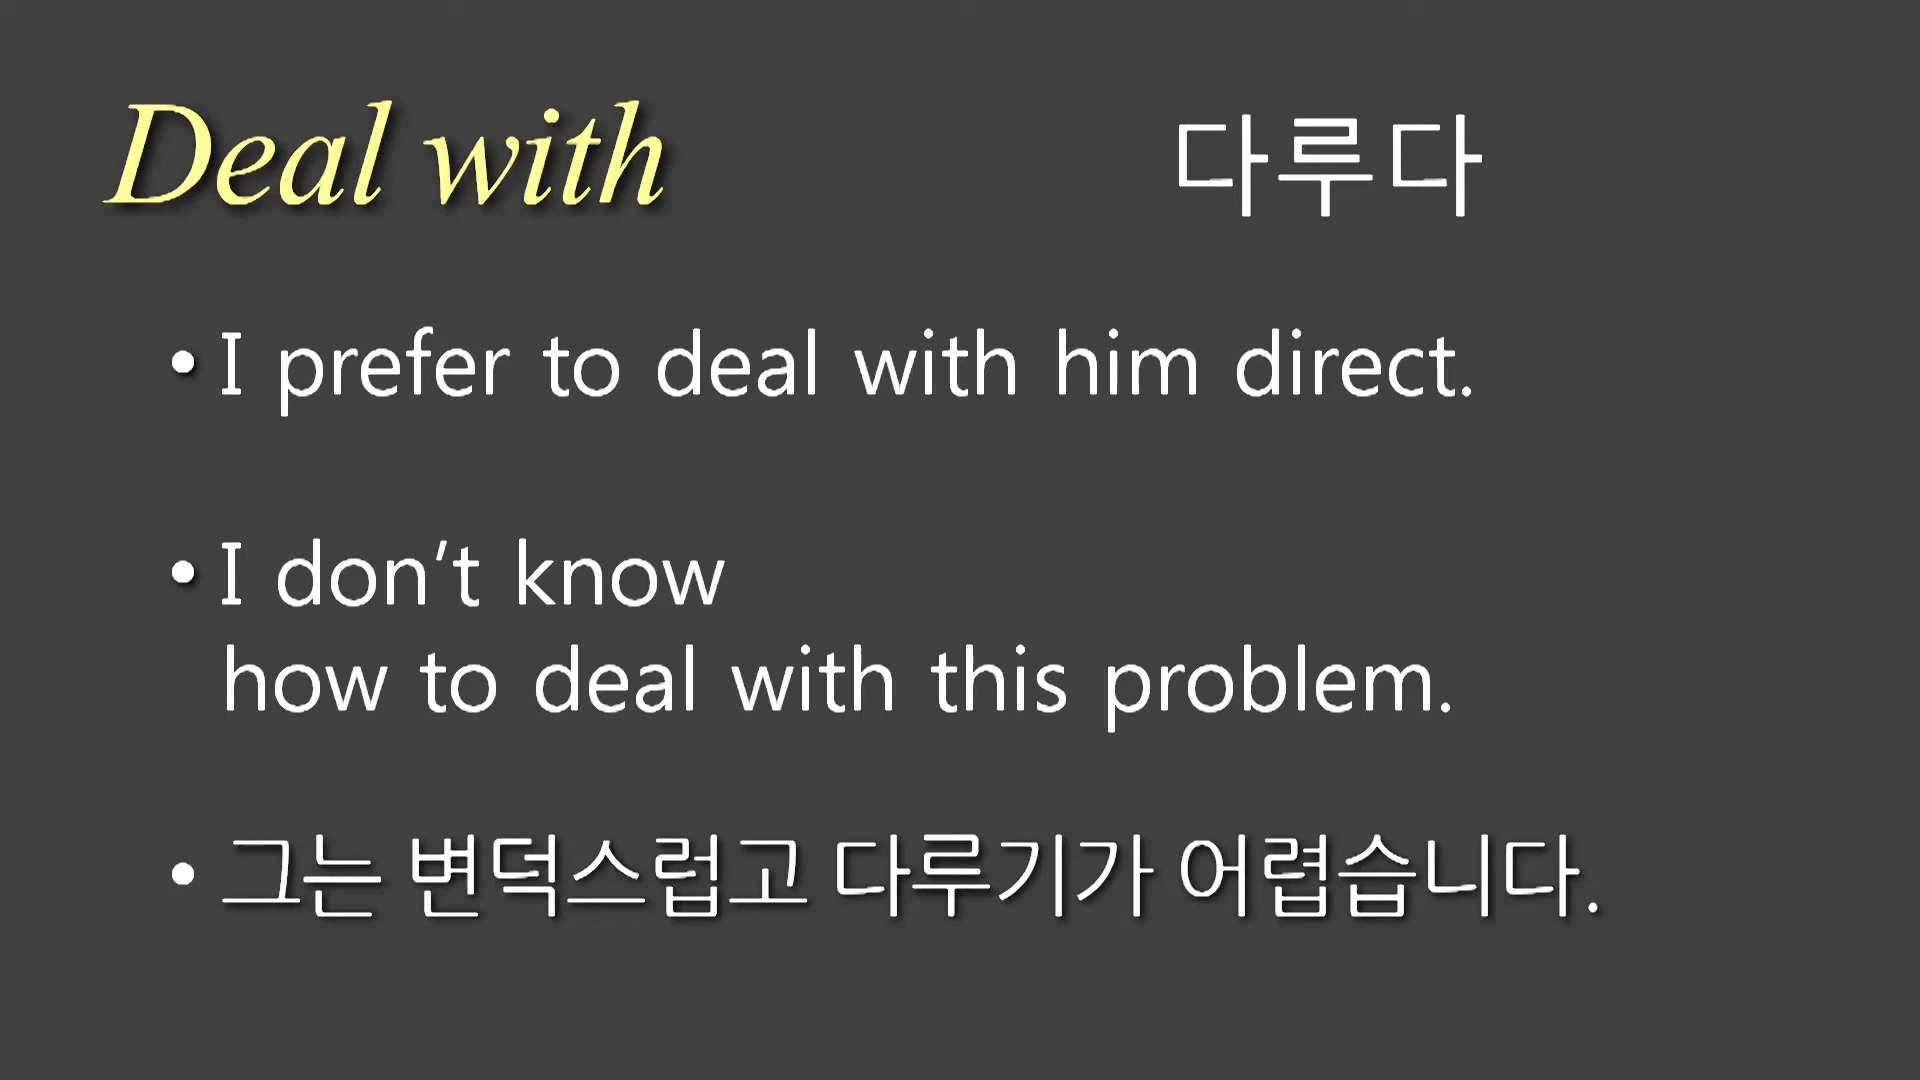 Deal with 다루다
• I prefer to deal with him direct.
• I don't know
how to deal with this problem.
• 그는 변덕스럽고 다루기가 어렵습니다.